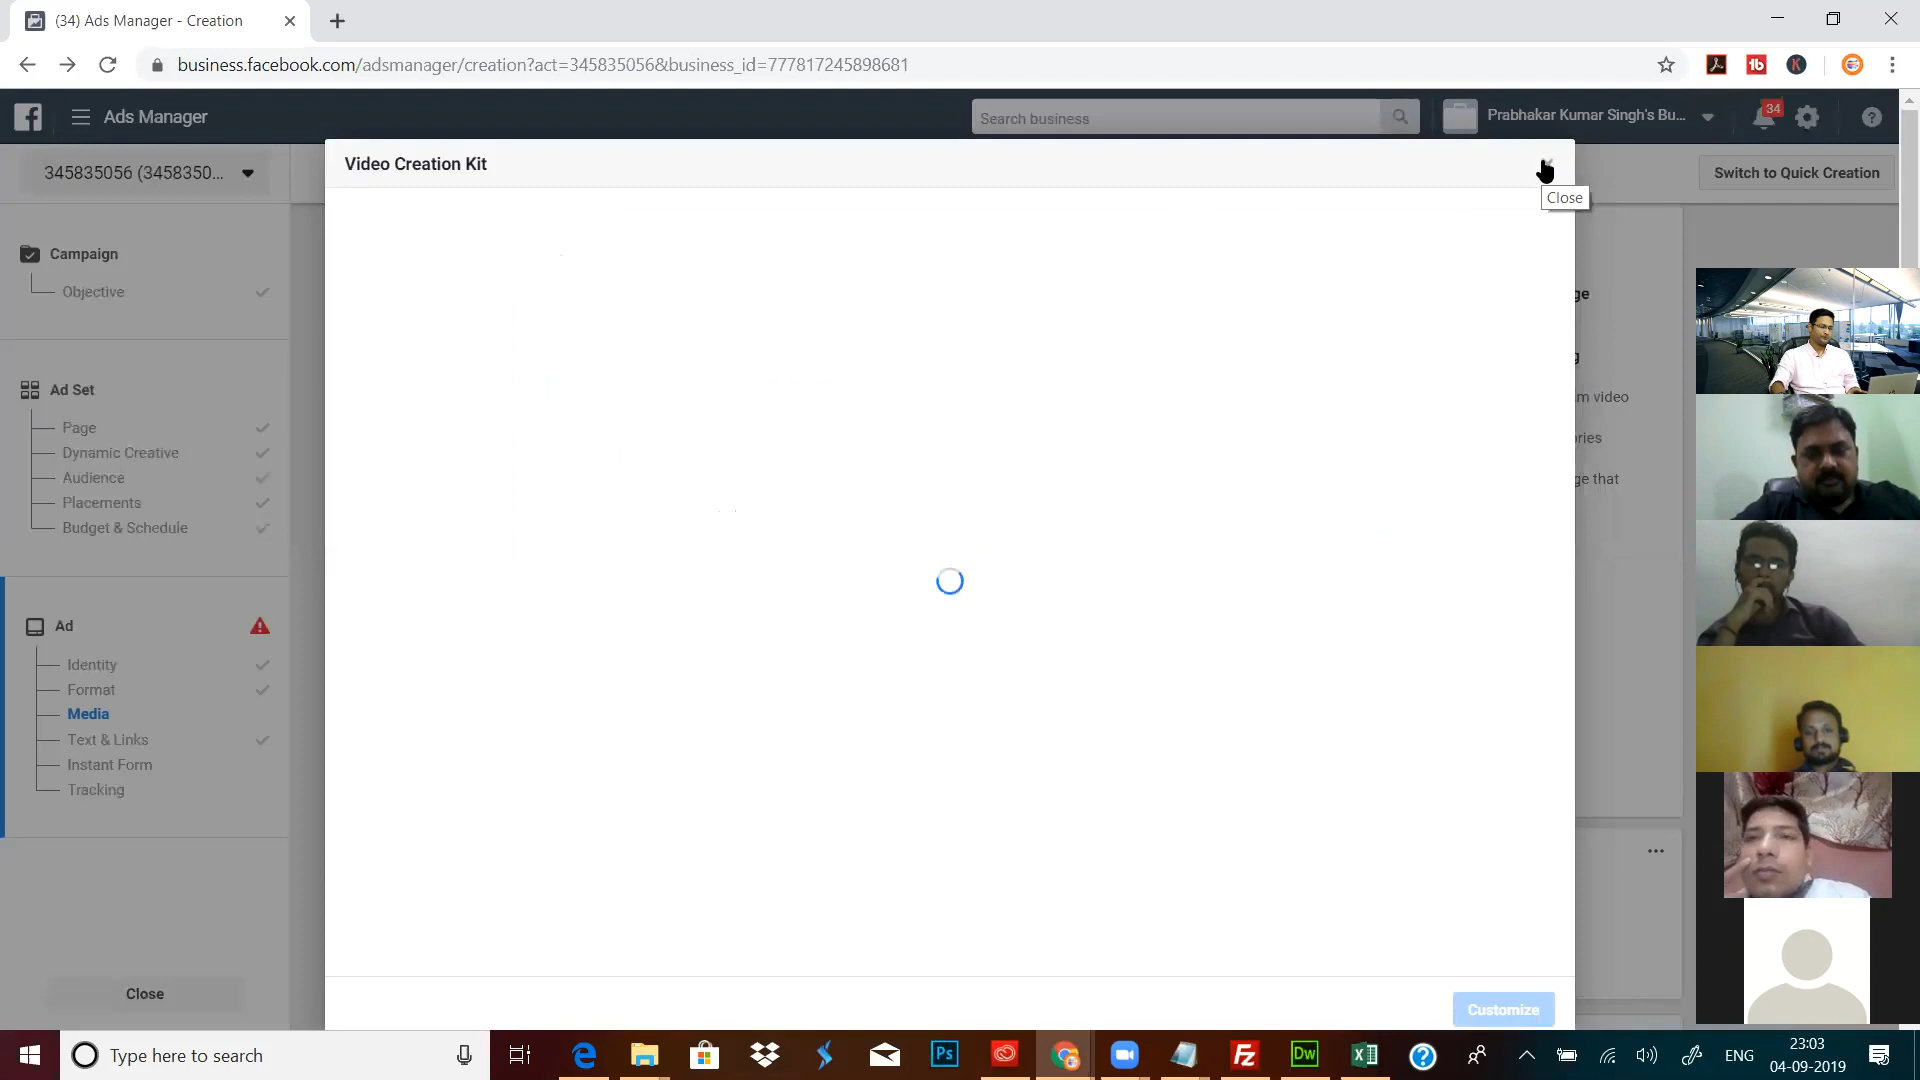 (34) Ads Manager - Creation
business.facebook.com/adsmanager/creation?act=345835056&business_id=777817245898681
Ads Manager
Search business
Prabhakar Kumar Singh's Bu...
34
345835056 (3458350...
Video Creation Kit
Close
Switch to Quick Creation
Campaign
Objective
ge
g
Ad Set
m video
Page
ries
Dynamic Creative
Audience
ge that
Placements
Budget & Schedule
Ad
Identity
Format
Media
Text & Links
Instant Form
Tracking
Close
Customize
Type here to search
Ps
Dw
ENG
23:03
04-09-2019